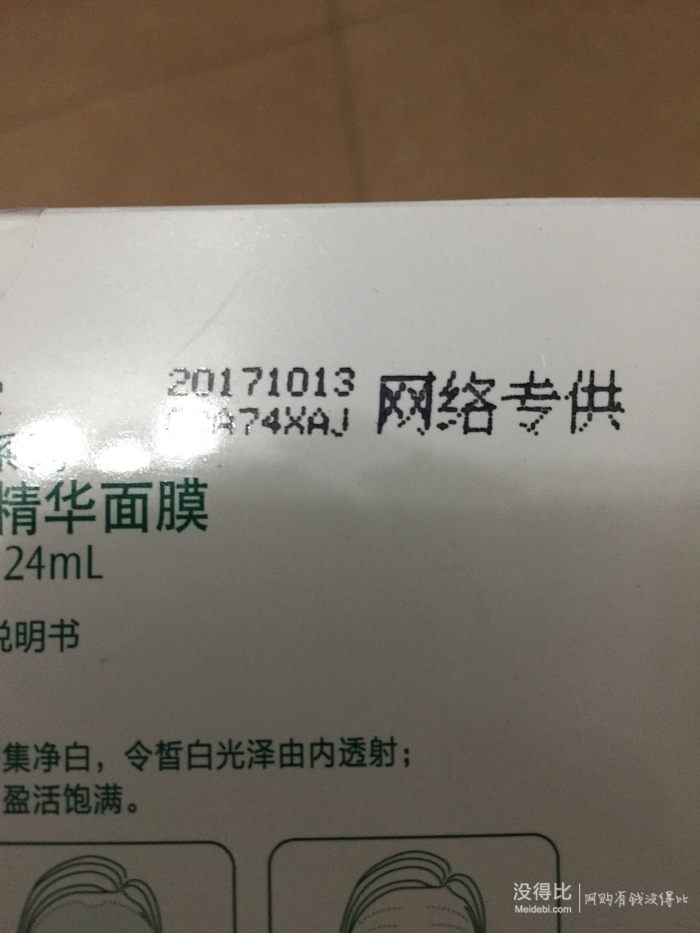 20171013
A74XAJ
网络专供
精华面膜
24mL
说明书
集净白，令皙白光泽由内透射；
盈活饱满。
没得比
Meidebi.com
网购有钱没得比